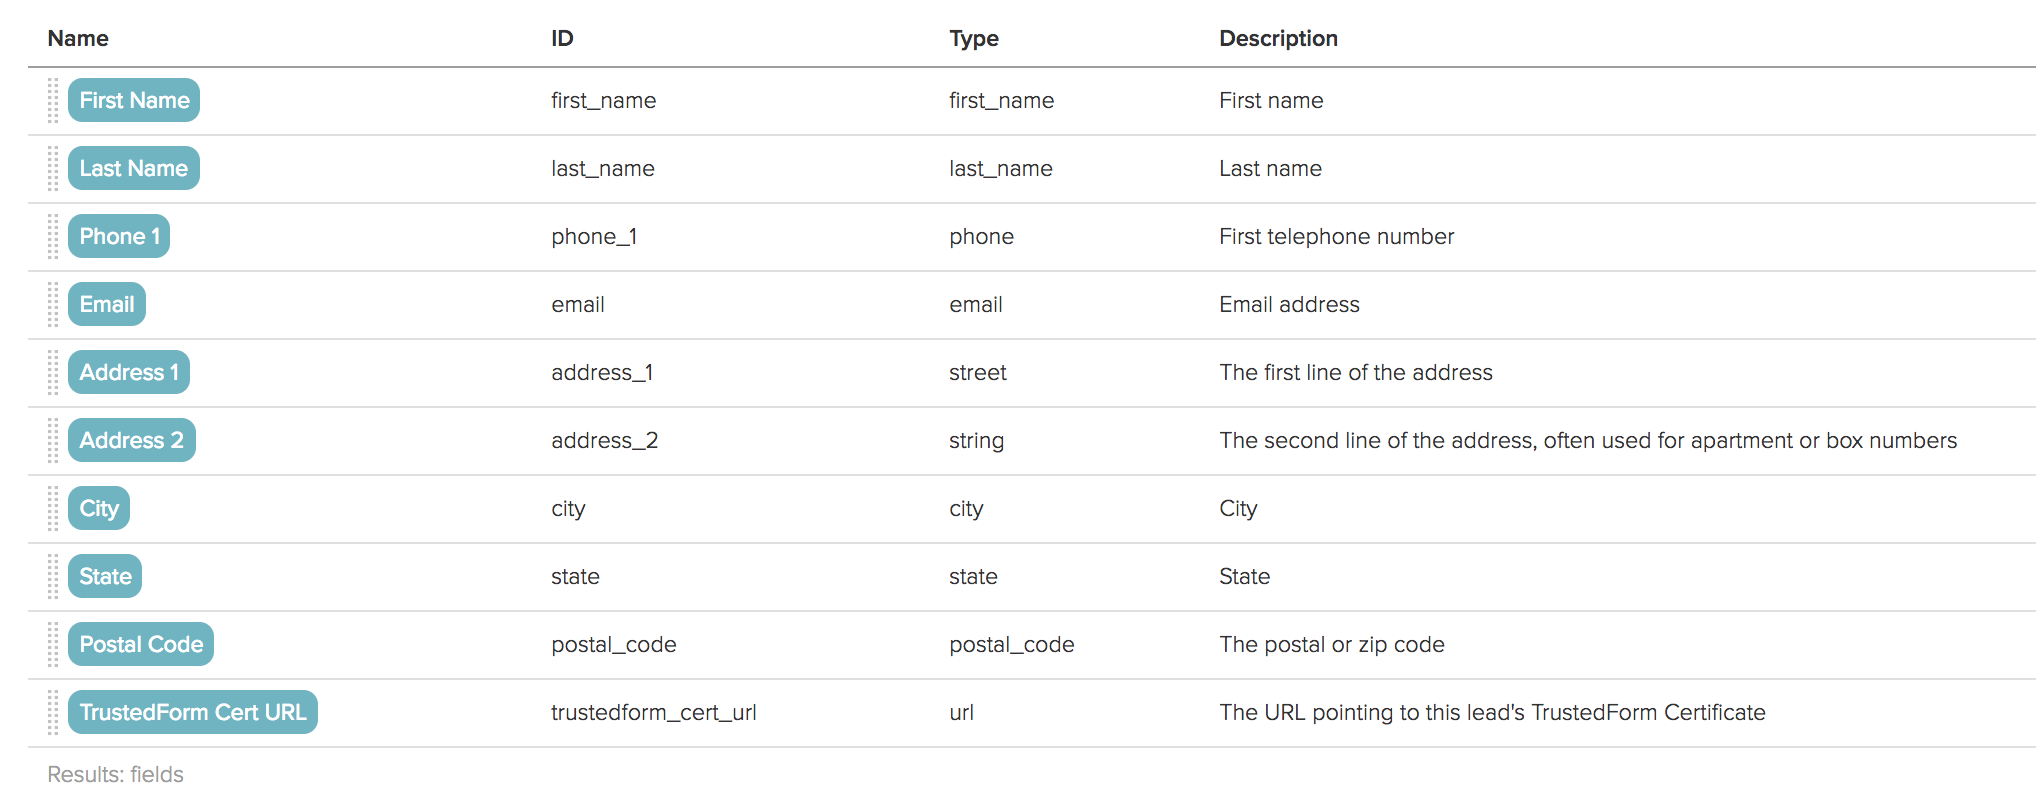 Name ID Type Description
First Name first_name first_name First name
Last Name last_name last_name Last name
Phone 1 phone_1 phone First telephone number
Email email email Email address
Address 1 address_1 street The first line of the address
Address 2 address_2 string The second line of the address, often used for apartment or box numbers
City city city City
State state state State
Postal Code postal_code postal_code The postal or zip code
TrustedForm Cert URL trustedform_cert_url url The URL pointing to this lead's TrustedForm Certificate
Results: fields